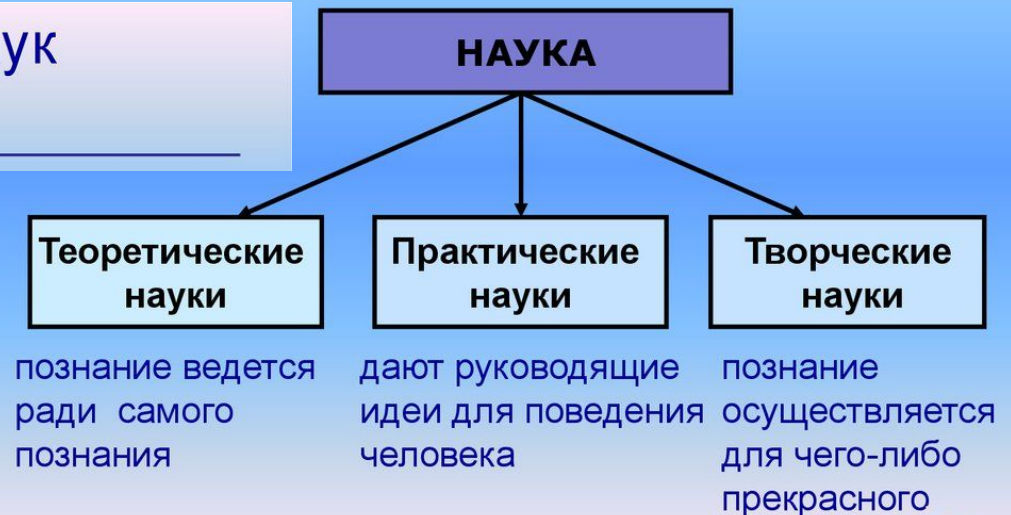 ук
НАУКА
Теоретические
науки
познание ведется
ради самого
познания
Практические
науки
дают руководящие
идеи для поведения
человека
Творческие
науки
познание
осуществляется
для чего-либо
прекрасного